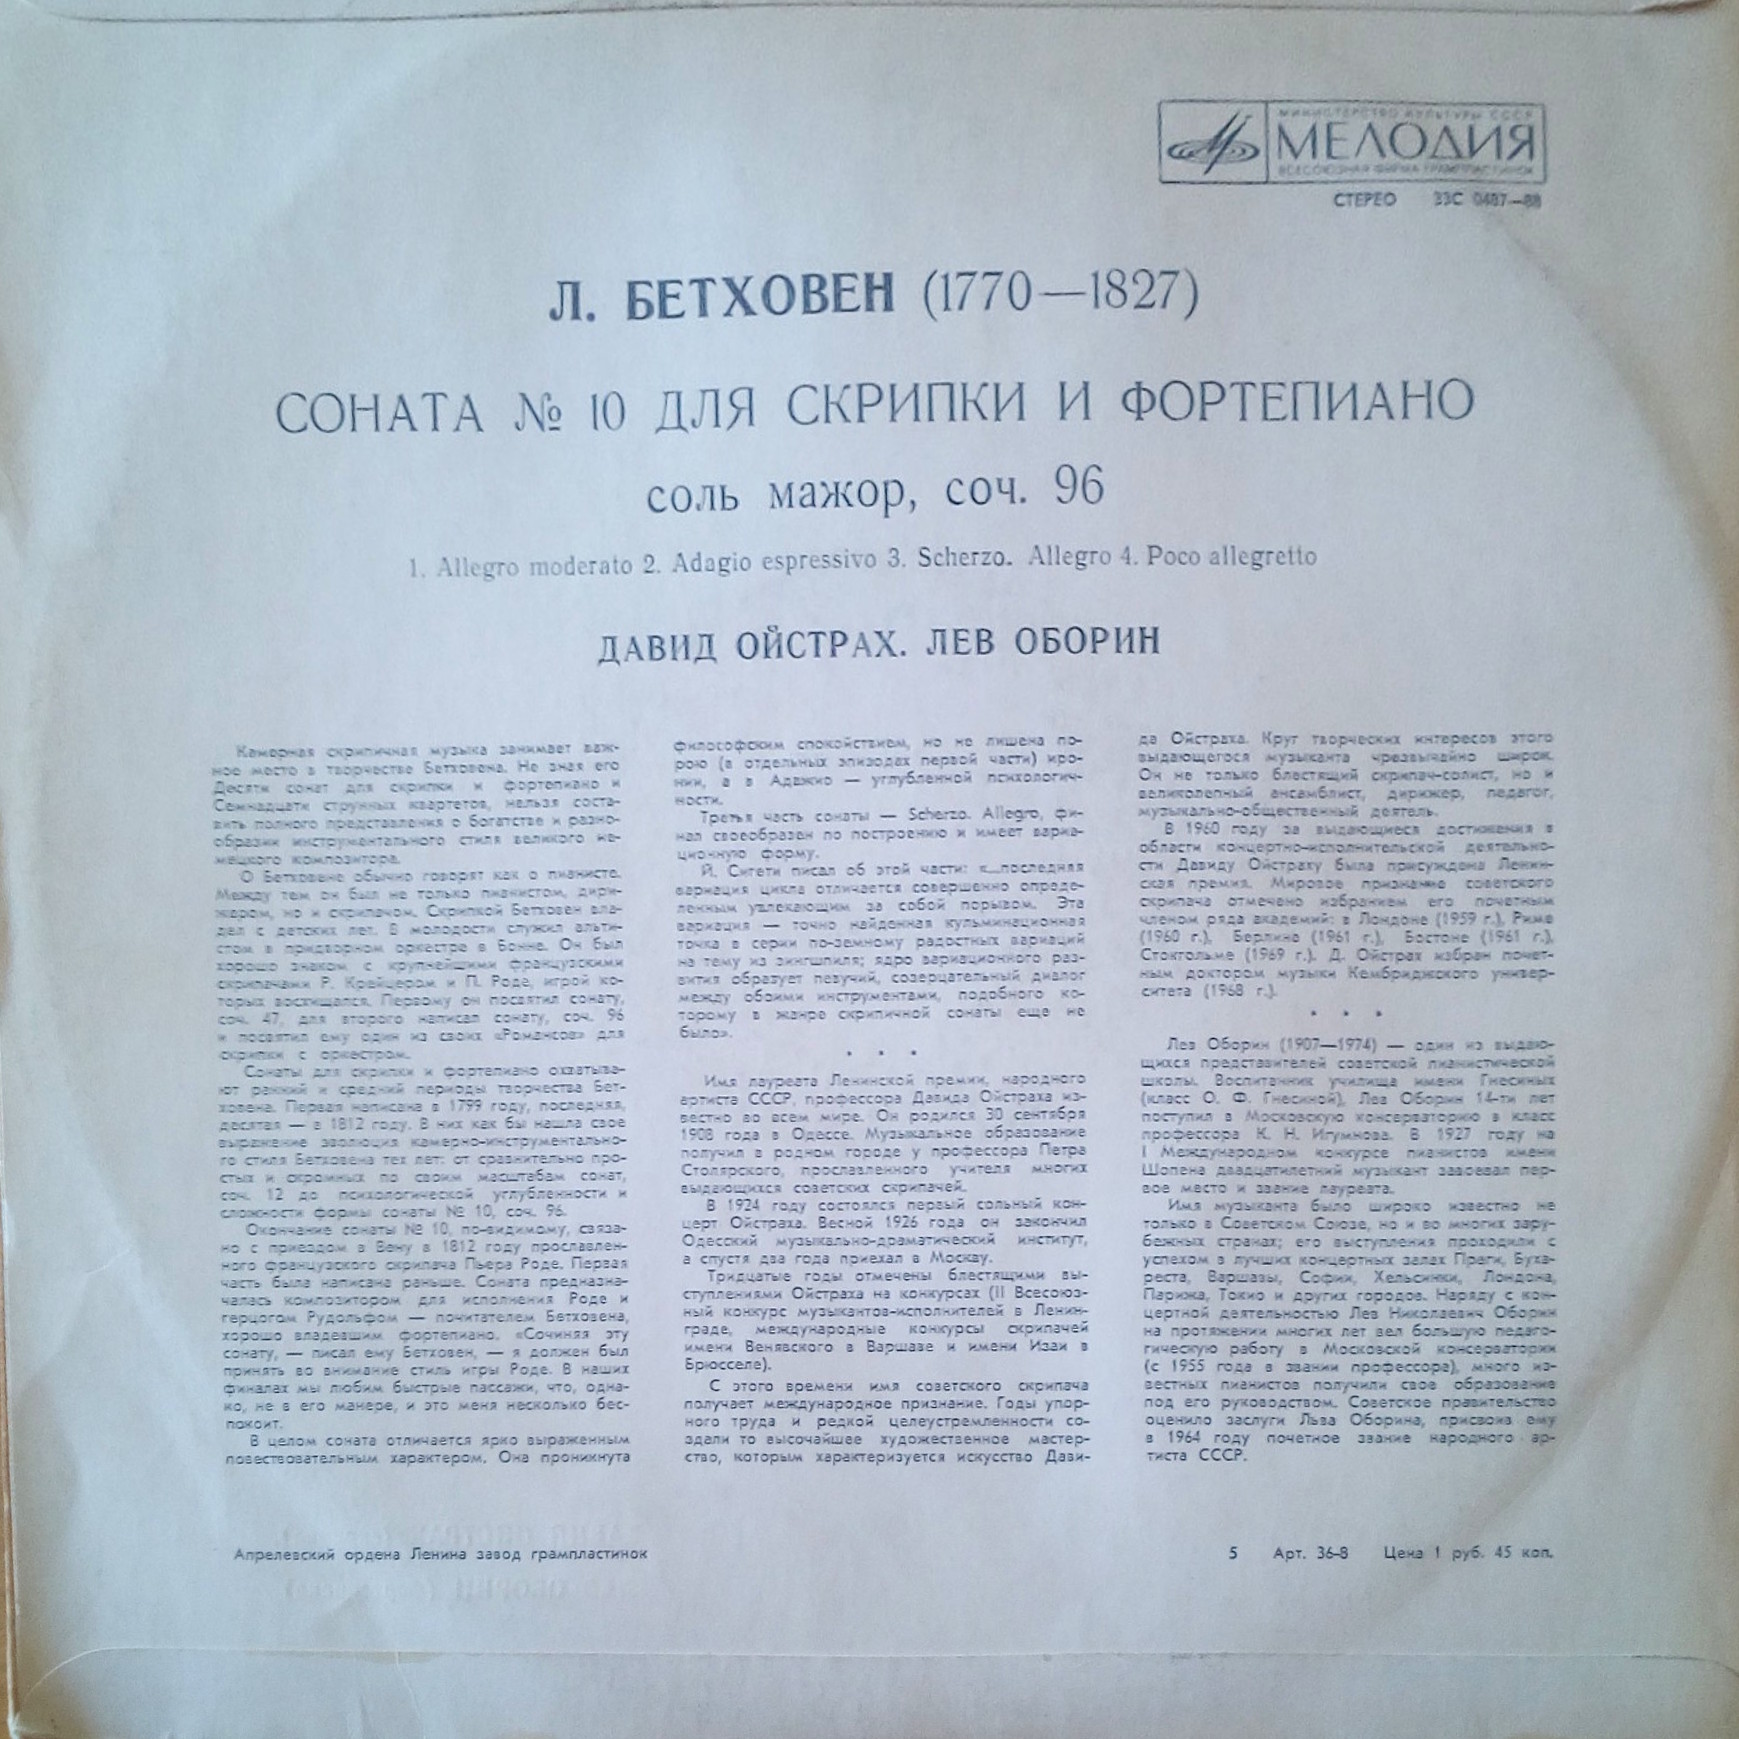 МИНИСТЕРСТВО КУЛЬТУРЫ СССР
МЕЛОДИЯ
ВСЕСОЮЗНАЯ ФИРМА ГРАМПЛАСТИНОК
СТЕРЕО 33С 0487—88
Л. БЕТХОВЕН (1770—1827)
СОНАТА № 10 ДЛЯ СКРИПКИ И ФОРТЕПИАНО
соль мажор, соч. 96
1. Allegro moderato 2. Adagio espressivo 3. Scherzo. Allegro 4. Poco allegretto
ДАВИД ОЙСТРАХ. ЛЕВ ОБОРИН
Камерная скрипичная музыка занимает важ-
ное место в творчестве Бетховена. Не зная его
Десяти сонат для скрипки и фортепиано и
Семнадцати струнных квартетов, нельзя соста-
вить полного представления о богатстве и разно-
образии инструментального стиля великого не-
мецкого композитора.
О Бетховене обычно говорят как о пианисте.
Между тем он был не только пианистом, дири-
жером, но и скрипачом. Скрипкой Бетховен вла-
дел с детских лет. В молодости служил альти-
стом в придворном оркестре в Бонне. Он был
хорошо знаком с крупнейшими французскими
скрипачами Р. Крейцером и П. Роде, игрой ко-
торых восхищался. Первому он посвятил сонату,
соч. 47, для второго написал сонату, соч. 96
и посвятил ему один из своих «Романсов» для
скрипки с оркестром.
Сонаты для скрипки и фортепиано охватыва-
ют ранний и средний периоды творчества Бет-
ховена. Первая написана в 1799 году, последняя,
десятая — в 1812 году. В них как бы нашла свое
выражение эволюция камерно-инструментально-
го стиля Бетховена тех лет: от сравнительно про-
стых и скромных по своим масштабам сонат,
соч. 12 до психологической углубленности и
сложности формы сонаты № 10, соч. 96.
Окончание сонаты № 10, по-видимому, связа-
но с приездом в Вену в 1812 году прославлен-
ного французского скрипача Пьера Роде. Первая
часть была написана раньше. Соната предназна-
чалась композитором для исполнения Роде и
герцогом Рудольфом — почитателем Бетховена,
хорошо владевшим фортепиано. «Сочиняя эту
сонату, — писал ему Бетховен, — я должен был
принять во внимание стиль игры Роде. В наших
финалах мы любим быстрые пассажи, что, одна-
ко, не в его манере, и это меня несколько бес-
покоит.
В целом соната отличается ярко выраженным
повествовательным характером. Она проникнута
философским спокойствием, но не лишена по-
рою (в отдельных эпизодах первой части) иро-
нии, а в Адажио — углубленной психологич-
ности.
Третья часть сонаты — Scherzo. Allegro, фи-
нал своеобразен по построению и имеет вариа-
ционную форму.
Й. Сигети писал об этой части: «...последняя
вариация цикла отличается совершенно опреде-
ленным увлекающим за собой порывом. Эта
вариация — точно найденная кульминационная
точка в серии по-земному радостных вариаций
на тему из зингшпиля; ядро вариационного раз-
вития образует певучий, созерцательный диалог
между обоими инструментами, подобного ко-
торому в жанре скрипичной сонаты еще не
было».
• • •
Имя лауреата Ленинской премии, народного
артиста СССР, профессора Давида Ойстраха из-
вестно во всем мире. Он родился 30 сентября
1908 года в Одессе. Музыкальное образование
получил в родном городе у профессора Петра
Столярского, прославленного учителя многих
выдающихся советских скрипачей.
В 1924 году состоялся первый сольный кон-
церт Ойстраха. Весной 1926 года он закончил
Одесский музыкально-драматический институт,
а спустя два года приехал в Москву.
Тридцатые годы отмечены блестящими вы-
ступлениями Ойстраха на конкурсах (II Всесоюз-
ный конкурс музыкантов-исполнителей в Ленин-
граде, международные конкурсы скрипачей
имени Венявского в Варшаве и имени Изаи в
Брюсселе).
С этого времени имя советского скрипача
получает международное признание. Годы упор-
ного труда и редкой целеустремленности со-
здали то высочайшее художественное мастер-
ство, которым характеризуется искусство Дави-
да Ойстраха. Круг творческих интересов этого
выдающегося музыканта чрезвычайно широк.
Он не только блестящий скрипач-солист, но и
великолепный ансамблист, дирижер, педагог,
музыкально-общественный деятель.
В 1960 году за выдающиеся достижения в
области концертно-исполнительской деятельно-
сти Давиду Ойстраху была присуждена Ленин-
ская премия. Мировое признание советского
скрипача отмечено избранием его почетным
членом ряда академий: в Лондоне (1959 г.), Риме
(1960 г.), Берлине (1961 г.), Бостоне (1961 г.),
Стокгольме (1969 г.). Д. Ойстрах избран почет-
ным доктором музыки Кембриджского универ-
ситета (1968 г.).
• • •
Лев Оборин (1907—1974) — один из выдаю-
щихся представителей советской пианистической
школы. Воспитанник училища имени Гнесиных
(класс О. Ф. Гнесиной), Лев Оборин 14-ти лет
поступил в Московскую консерваторию в класс
профессора К. Н. Игумнова. В 1927 году на
I Международном конкурсе пианистов имени
Шопена двадцатилетний музыкант завоевал пер-
вое место и звание лауреата.
Имя музыканта было широко известно не
только в Советском Союзе, но и во многих зару-
бежных странах; его выступления проходили с
успехом в лучших концертных залах Праги, Буха-
реста, Варшавы, Софии, Хельсинки, Лондона,
Парижа, Токио и других городов. Наряду с кон-
цертной деятельностью Лев Николаевич Оборин
на протяжении многих лет вел большую педаго-
гическую работу в Московской консерватории
(с 1955 года в звании профессора), много из-
вестных пианистов получили свое образование
под его руководством. Советское правительство
оценило заслуги Льва Оборина, присвоив ему
в 1964 году почетное звание народного ар-
тиста СССР.
Апрелевский ордена Ленина завод грампластинок
5 Арт. 36-8 Цена 1 руб. 45 коп.